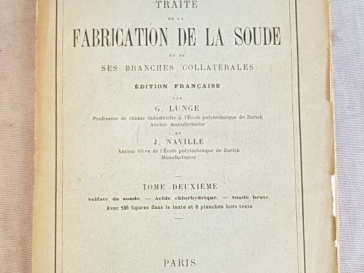 TRAITÉ
DE LA
FABRICATION DE LA SOUDE
ET DE
SES BRANCHES COLLATÉRALES
ÉDITION FRANÇAISE
PAR
G. LUNGE
Professeur de chimie industrielle à l'École polytechnique de Zurich
Ancien manufacturier
ET
J. NAVILLE
Ancien élève de l'École polytechnique de Zurich
Manufacturier
TOME DEUXIÈME
Sulfate de soude. — Acide chlorhydrique. — Soude brute
Avec 195 figures dans le texte et 6 planches hors texte
PARIS